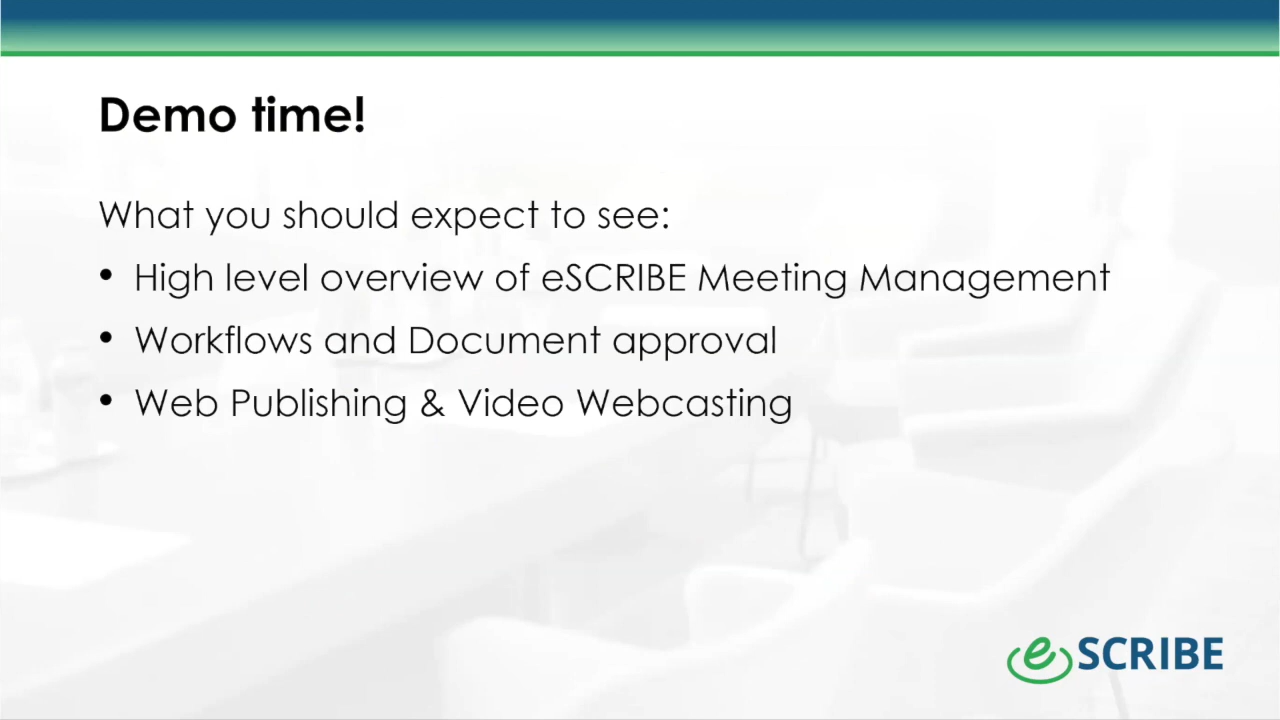 Demo time!
What you should expect to see:
• High level overview of eSCRIBE Meeting Management
• Workflows and Document approval
• Web Publishing & Video Webcasting
eSCRIBE